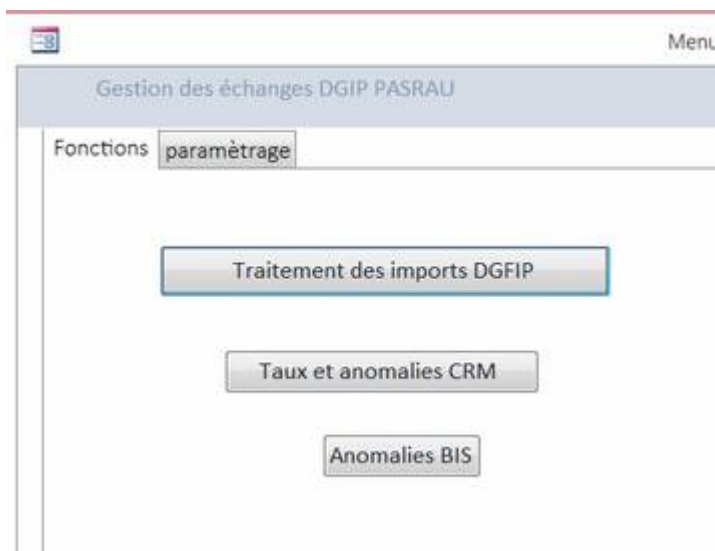 Menu
Gestion des échanges DGIP PASRAU
Fonctions paramètrage
Traitement des imports DGFIP
Taux et anomalies CRM
Anomalies BIS